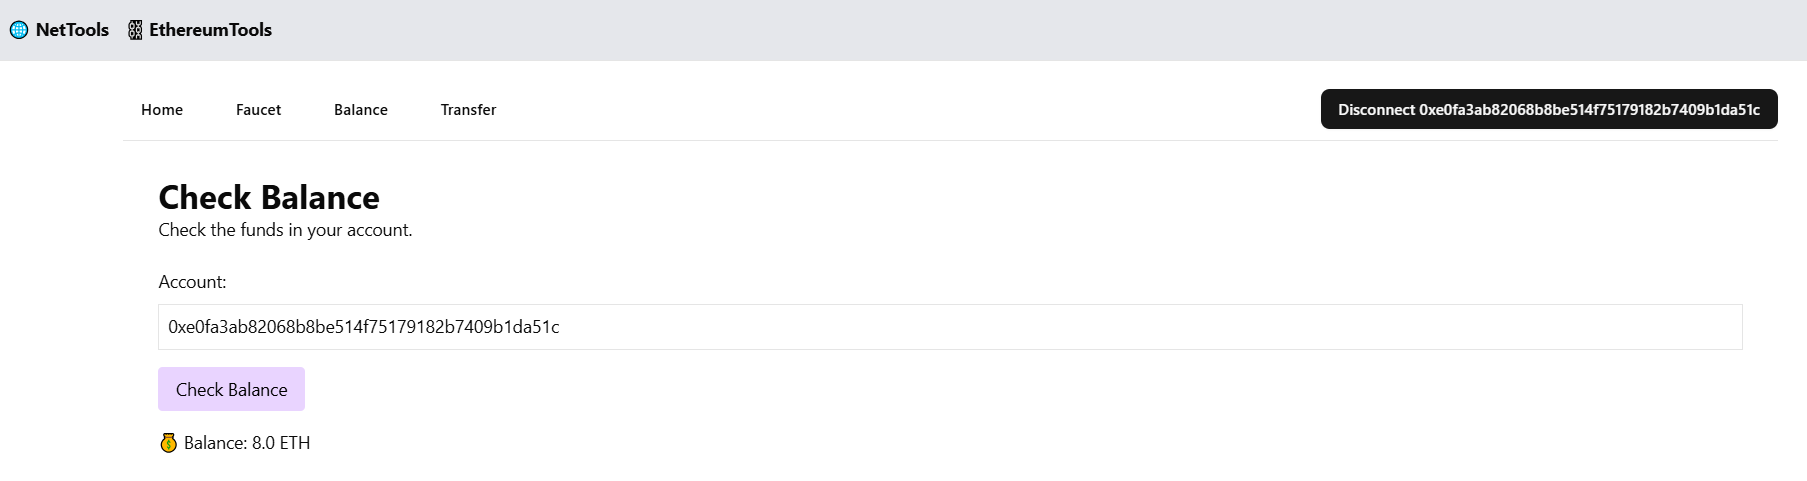 NetTools EthereumTools
Home Faucet Balance Transfer Disconnect 0xe0fa3ab82068b8be514f75179182b7409b1da51c
Check Balance
Check the funds in your account.
Account:
0xe0fa3ab82068b8be514f75179182b7409b1da51c
Check Balance
Balance: 8.0 ETH